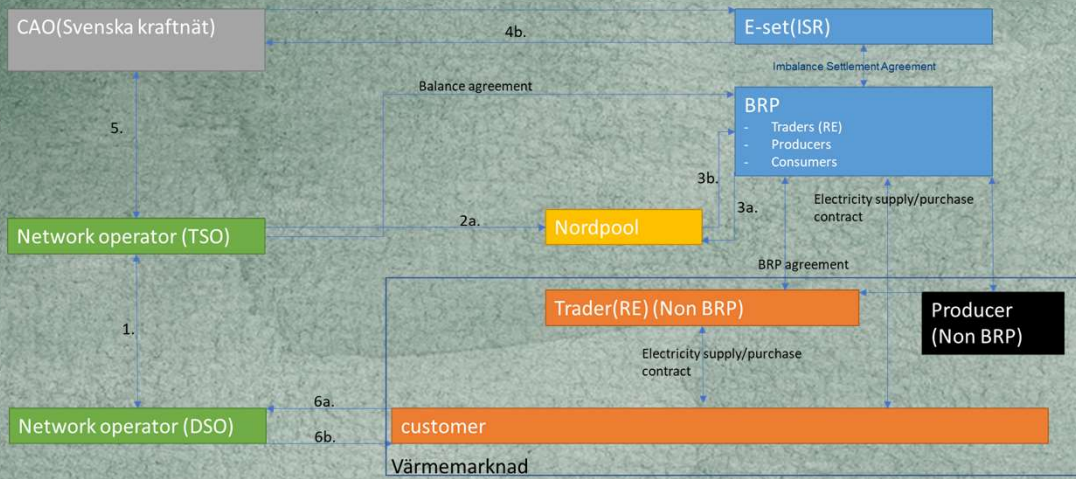 CAO(Svenska kraftnät)
4b.
E-set(ISR)
Imbalance Settlement Agreement
Balance agreement
BRP
- Traders (RE)
- Producers
- Consumers
5.
3b.
3a.
Electricity supply/purchase
contract
2a.
Nordpool
Network operator (TSO)
BRP agreement
Trader(RE) (Non BRP)
Producer
(Non BRP)
1.
Electricity supply/purchase
contract
6a.
Network operator (DSO)
customer
6b.
Värmemarknad